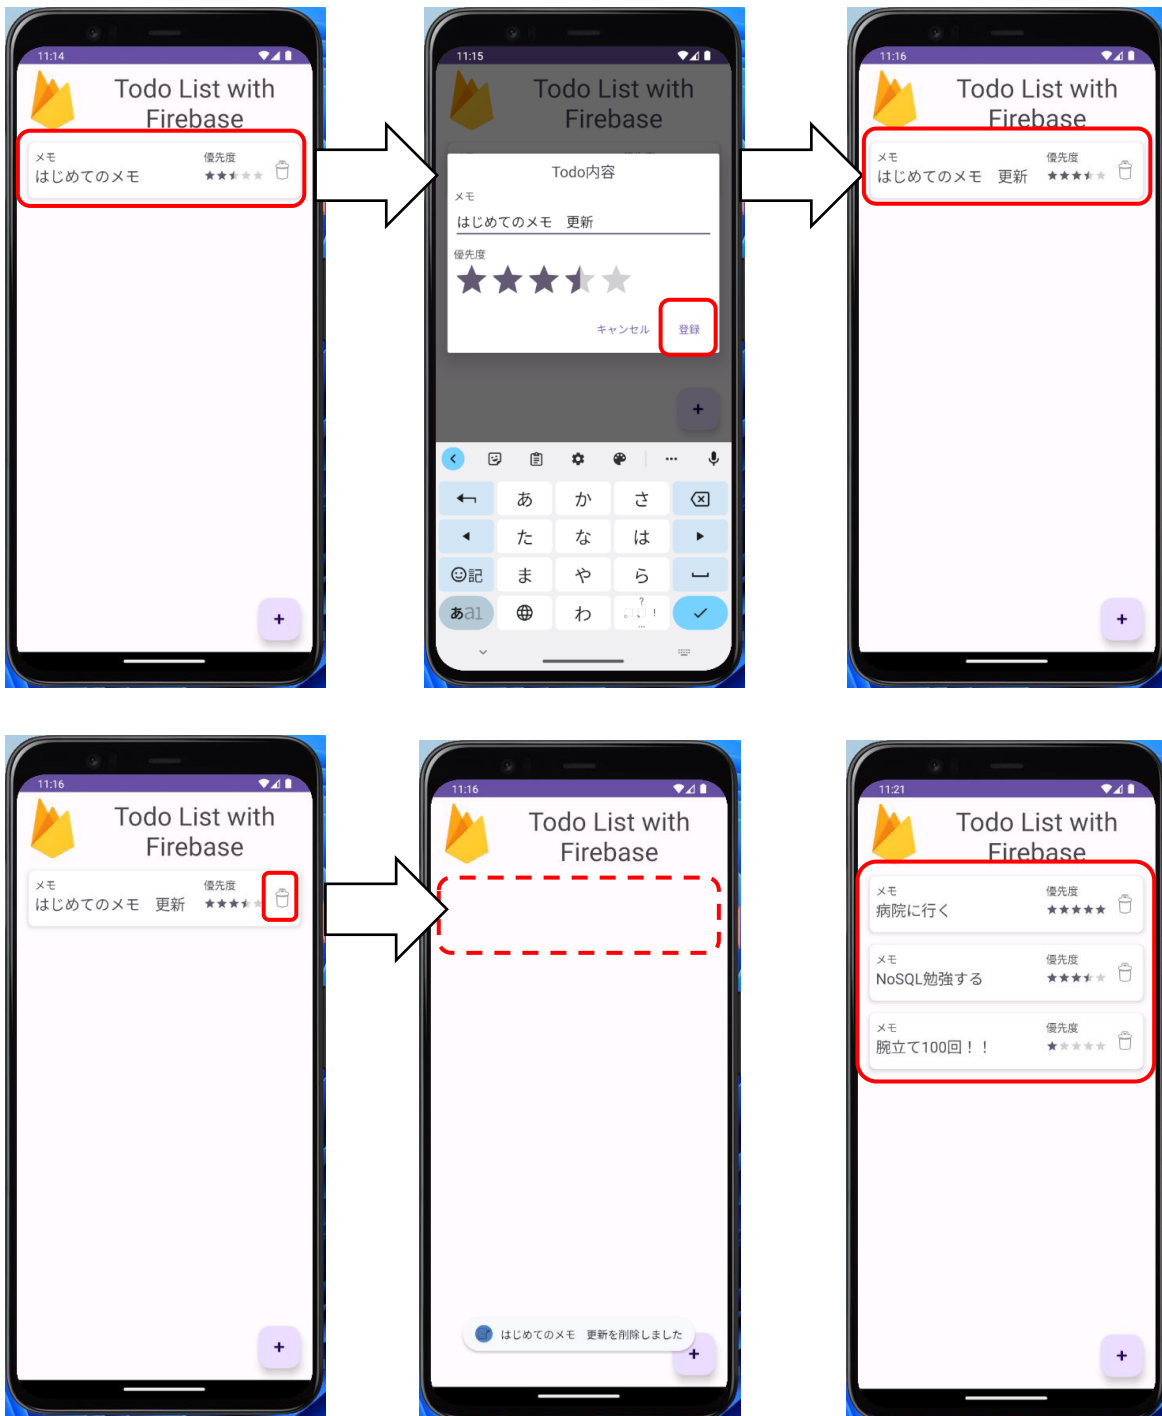 11:14
Todo List with
Firebase
メモ
優先度
はじめてのメモ
+
11:15
Todo List with
Firebase
Todo内容
メモ
はじめてのメモ　更新
優先度
キャンセル
登録
+
あ
か
さ
た
な
は
記
ま
や
ら
あa1
わ
。、?!…
11:16
Todo List with
Firebase
メモ
優先度
はじめてのメモ　更新
+
11:16
Todo List with
Firebase
メモ
優先度
はじめてのメモ　更新
+
11:16
Todo List with
Firebase
はじめてのメモ　更新を削除しました
+
11:21
Todo List with
Firebase
メモ
優先度
病院に行く
メモ
優先度
NoSQL勉強する
メモ
優先度
腕立て100回！！
+